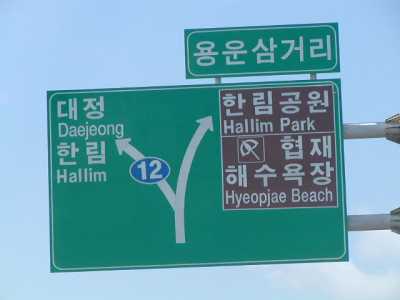 용운삼거리
대정
Daejeong
한림
Hallim
12
한림공원
Hallim Park
협재
해수욕장
Hyeopjae Beach